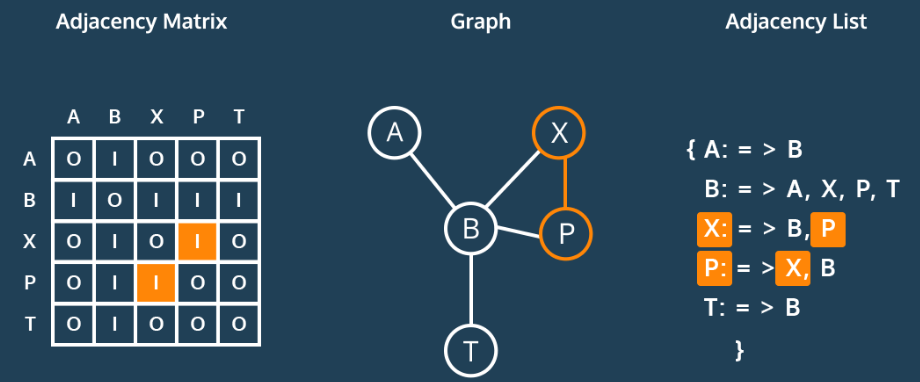 Adjacency Matrix
Graph
Adjacency List
A B X P T
A O I O O O
B I O I I I
X O I O I O
P O I I O O
T O I O O O
A
X
B
P
T
{ A: = > B
B: = > A, X, P, T
X: = > B, P
P: = > X, B
T: = > B
}